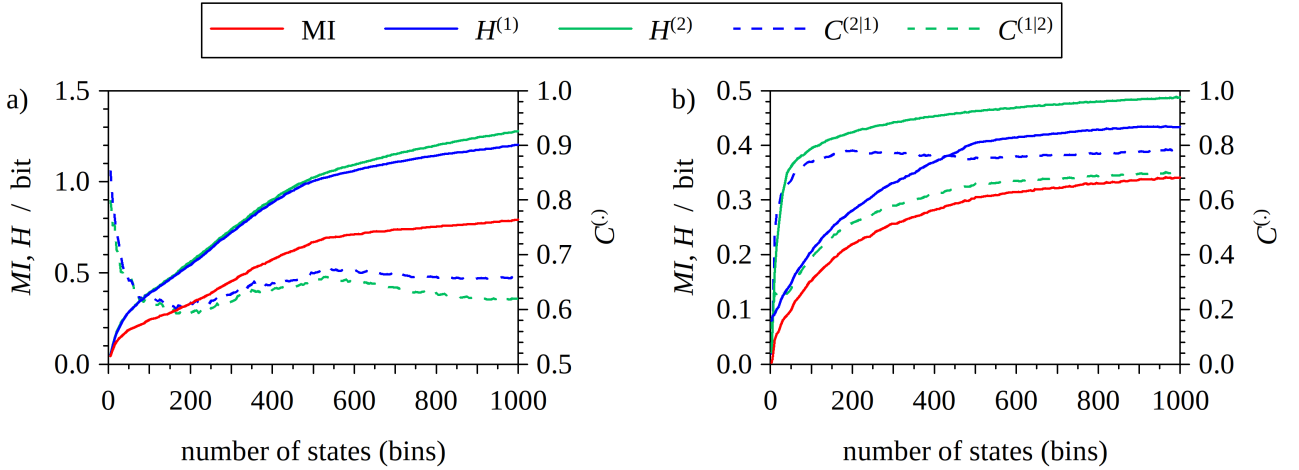 MI H⁽¹⁾ H⁽²⁾ C⁽²|¹⁾ C⁽¹|²⁾
a)
MI, H / bit
1.5
1.0
0.5
0.0
0 200 400 600 800 1000
number of states (bins)
1.0
0.9
0.8
0.7
0.6
0.5
C⁽·⁾
b)
MI, H / bit
0.5
0.4
0.3
0.2
0.1
0.0
0 200 400 600 800 1000
number of states (bins)
1.0
0.8
0.6
0.4
0.2
0.0
C⁽·⁾